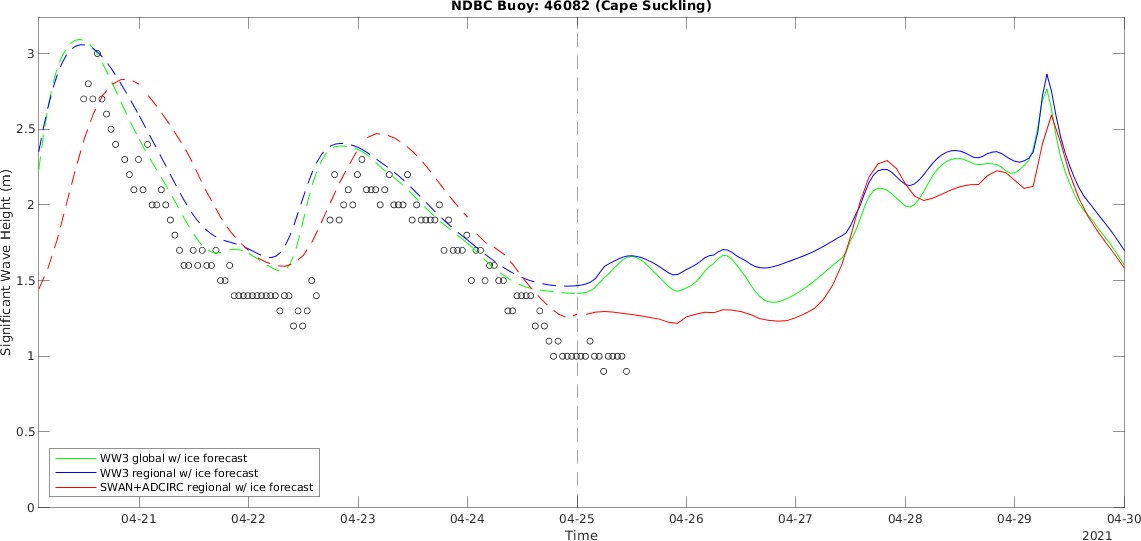 NDBC Buoy: 46082 (Cape Suckling)
Significant Wave Height (m)
3
2.5
2
1.5
1
0.5
0
WW3 global w/ ice forecast
WW3 regional w/ ice forecast
SWAN+ADCIRC regional w/ ice forecast
04-21 04-22 04-23 04-24 04-25 04-26 04-27 04-28 04-29 04-30
Time
2021